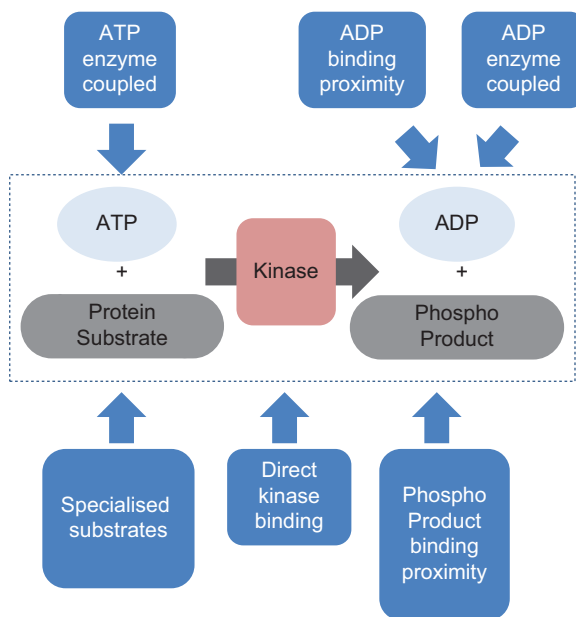 ATP
enzyme
coupled
ADP
binding
proximity
ADP
enzyme
coupled
ATP
+
Protein
Substrate
Kinase
ADP
+
Phospho
Product
Specialised
substrates
Direct
kinase
binding
Phospho
Product
binding
proximity